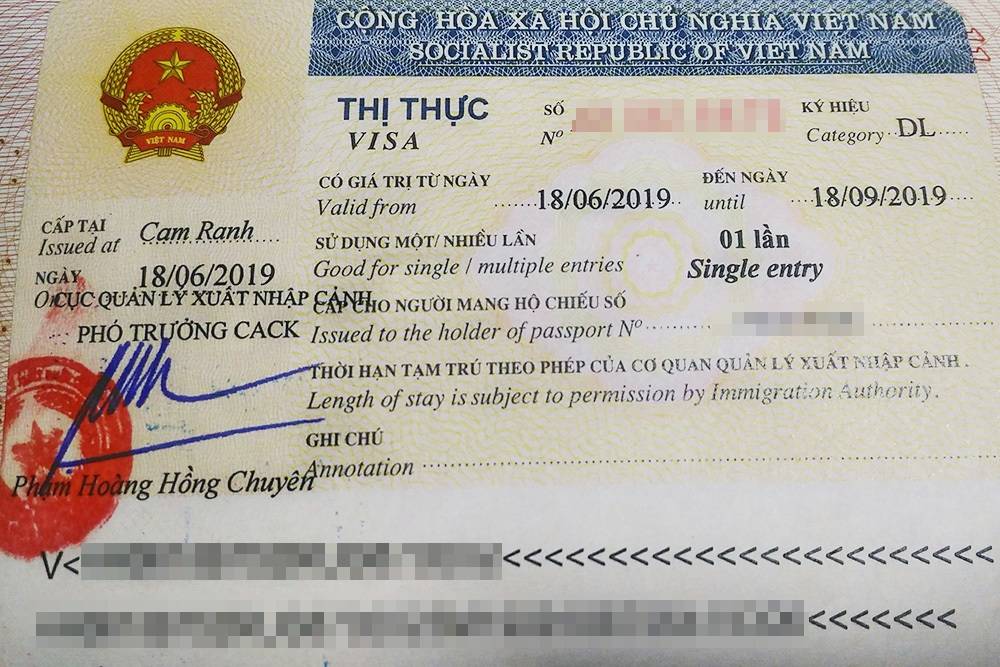 CỘNG HÒA XÃ HỘI CHỦ NGHĨA VIỆT NAM
SOCIALIST REPUBLIC OF VIET NAM
VIỆT NAM
THỊ THỰC
VISA
SỐ
Nº
KÝ HIỆU
Category DL
CÓ GIÁ TRỊ TỪ NGÀY
Valid from 18/06/2019
ĐẾN NGÀY
until 18/09/2019
CẤP TẠI
Issued at Cam Ranh
SỬ DỤNG MỘT/ NHIỀU LẦN
Good for single / multiple entries
01 lần
Single entry
NGÀY 18/06/2019
CỤC QUẢN LÝ XUẤT NHẬP CẢNH
PHÓ TRƯỞNG CACK
CẤP CHO NGƯỜI MANG HỘ CHIẾU SỐ
Issued to the holder of passport Nº
THỜI HẠN TẠM TRÚ THEO PHÉP CỦA CƠ QUAN QUẢN LÝ XUẤT NHẬP CẢNH .
Length of stay is subject to permission by Immigration Authority.
GHI CHÚ
Annotation
Phạm Hoàng Hồng Chuyên
V<<<<<<<<<<<<<<<<<<<<<<<<<
<<<<<<<